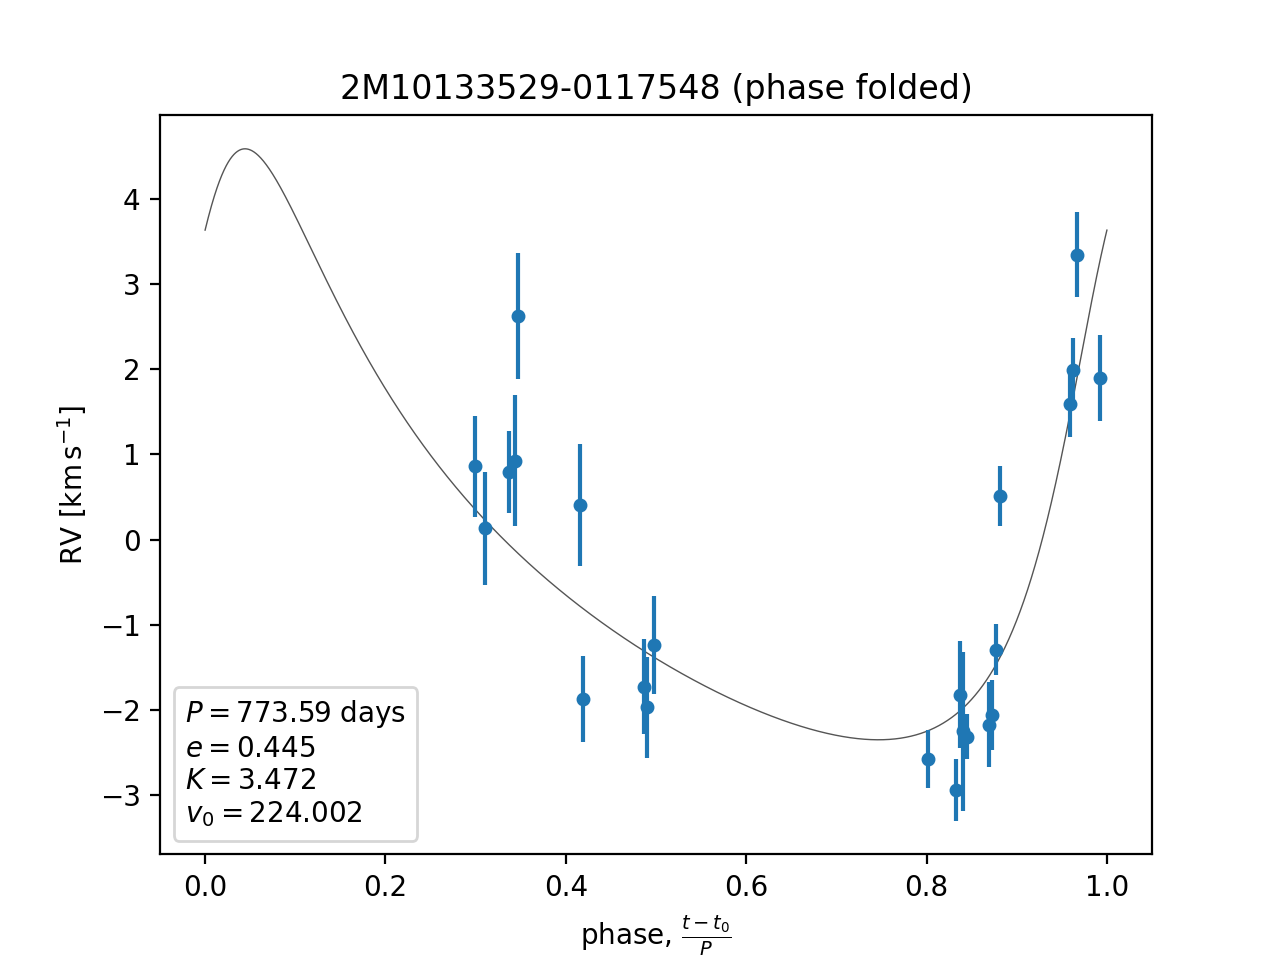 2M10133529-0117548 (phase folded)
4
3
2
1
0
−1
−2
−3
RV [km s⁻¹]
P = 773.59 days
e = 0.445
K = 3.472
v₀ = 224.002
0.0 0.2 0.4 0.6 0.8 1.0
phase, (t − t₀)/P